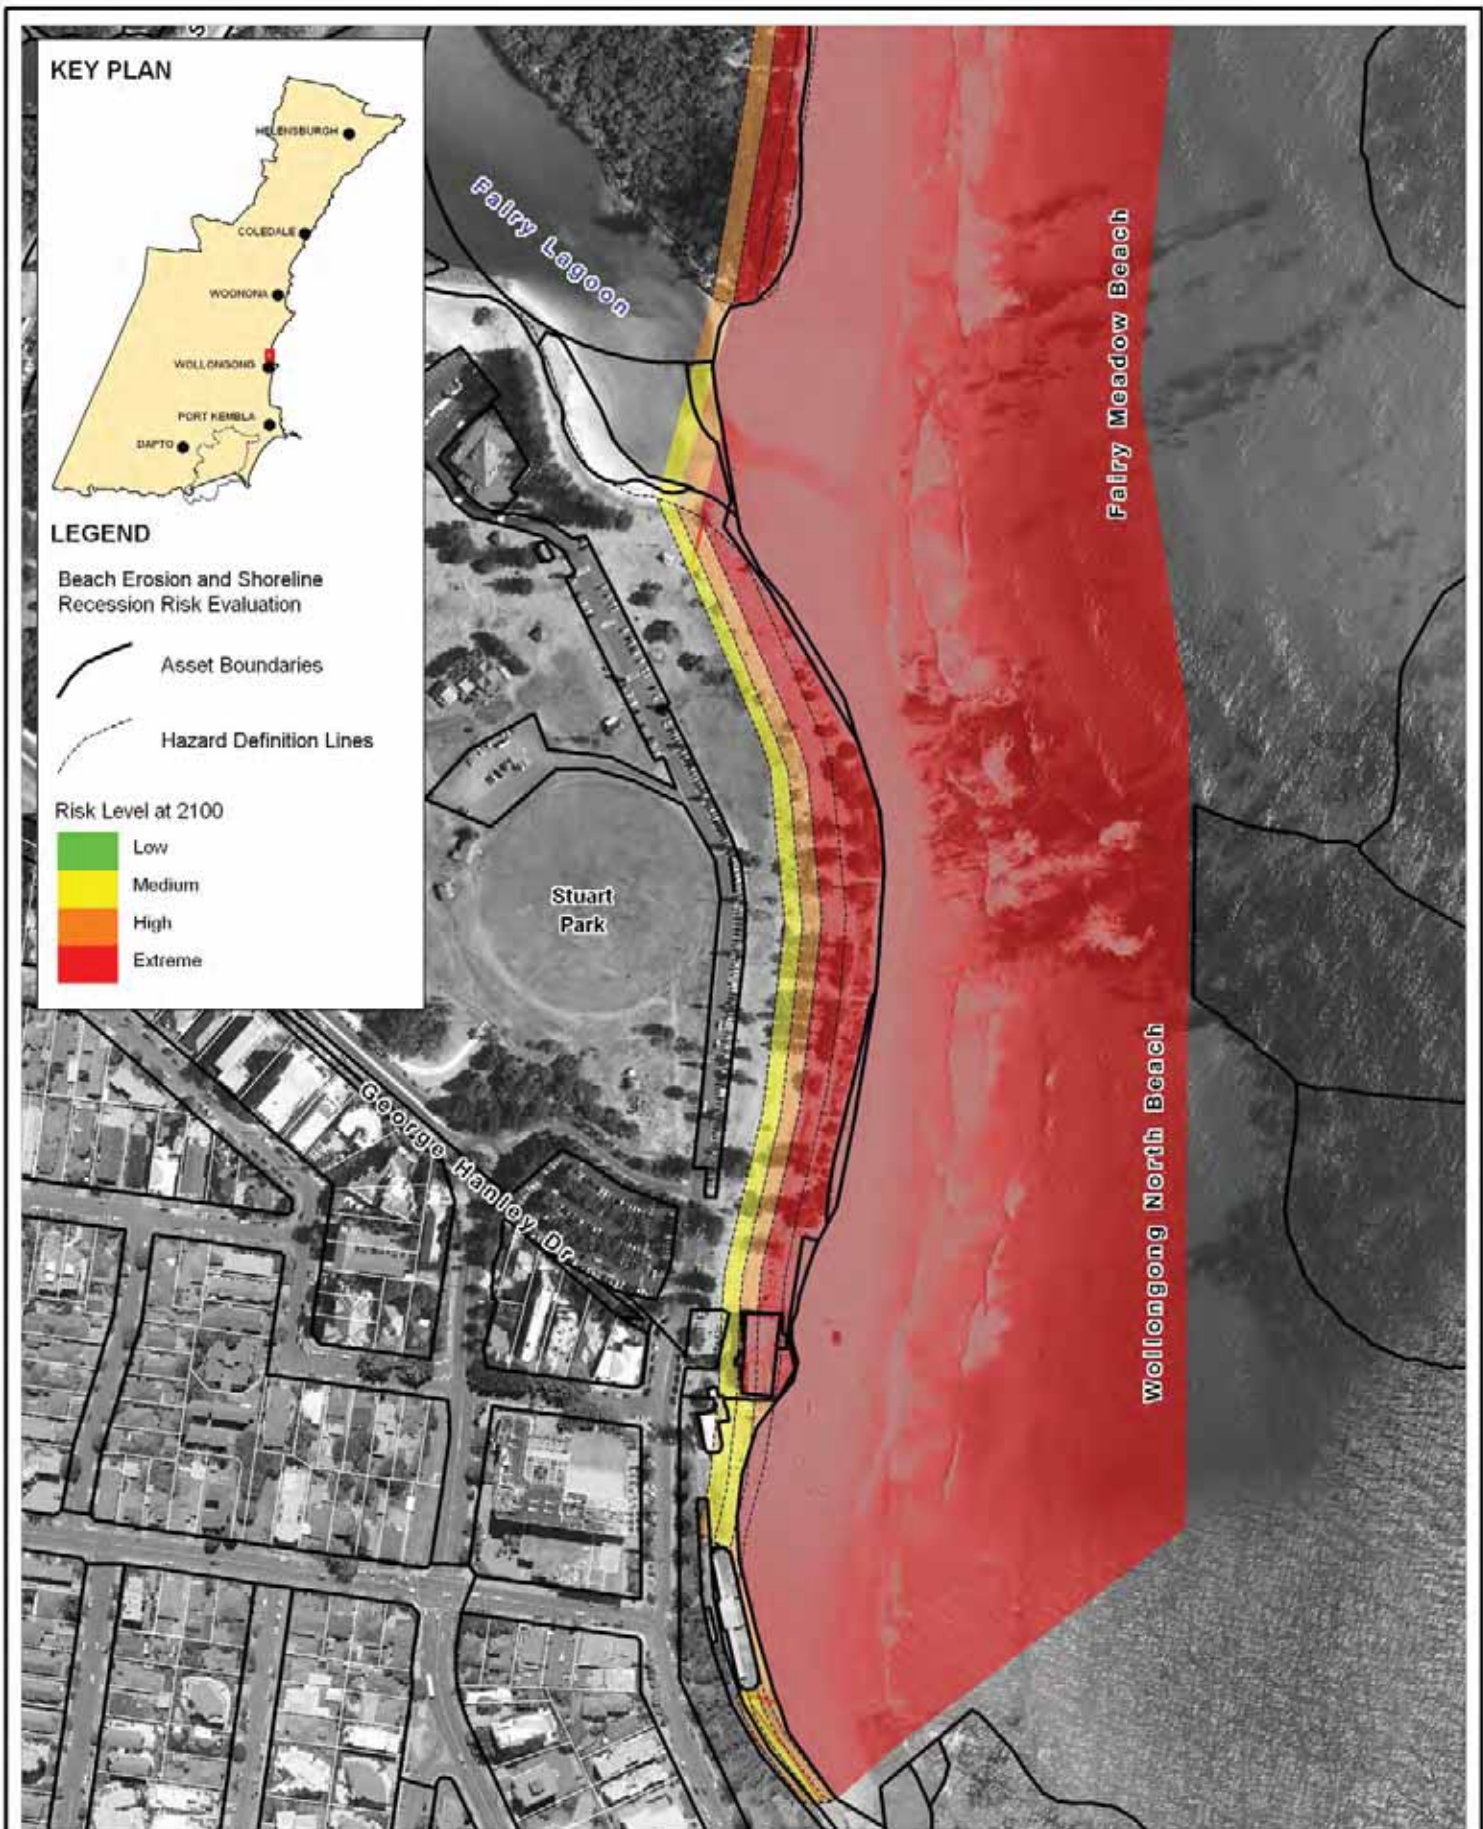 KEY PLAN
HELENSBURGH
COLEDALE
WOONONA
WOLLONGONG
PORT KEMBLA
DAPTO
LEGEND
Beach Erosion and Shoreline
Recession Risk Evaluation
Asset Boundaries
Hazard Definition Lines
Risk Level at 2100
Low
Medium
High
Extreme
Fairy Lagoon
Fairy Meadow Beach
Stuart
Park
George Hanley Dr
Wollongong North Beach